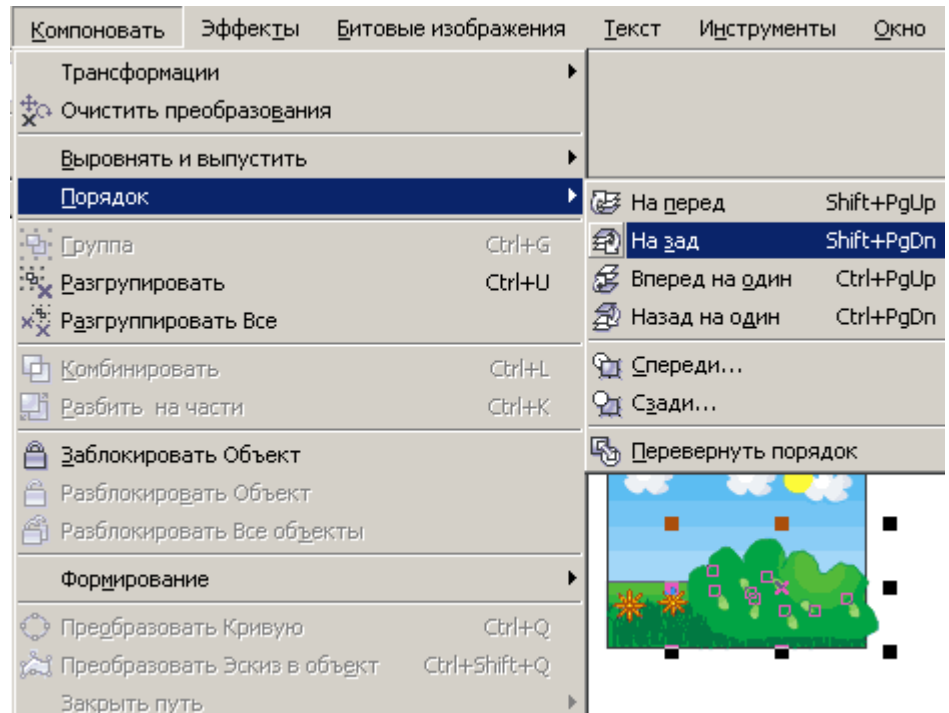 Компоновать Эффекты Битовые изображения Текст Инструменты Окно
Трансформации
Очистить преобразования
Выровнять и выпустить
Порядок
Группа Ctrl+G
Разгрупировать Ctrl+U
Разгруппировать Все
Комбинировать Ctrl+L
Разбить на части Ctrl+K
Заблокировать Объект
Разблокировать Объект
Разблокировать Все объекты
Формирование
Преобразовать Кривую Ctrl+Q
Преобразовать Эскиз в объект Ctrl+Shift+Q
Закрыть путь
На перед Shift+PgUp
На зад Shift+PgDn
Вперед на один Ctrl+PgUp
Назад на один Ctrl+PgDn
Спереди...
Сзади...
Перевернуть порядок